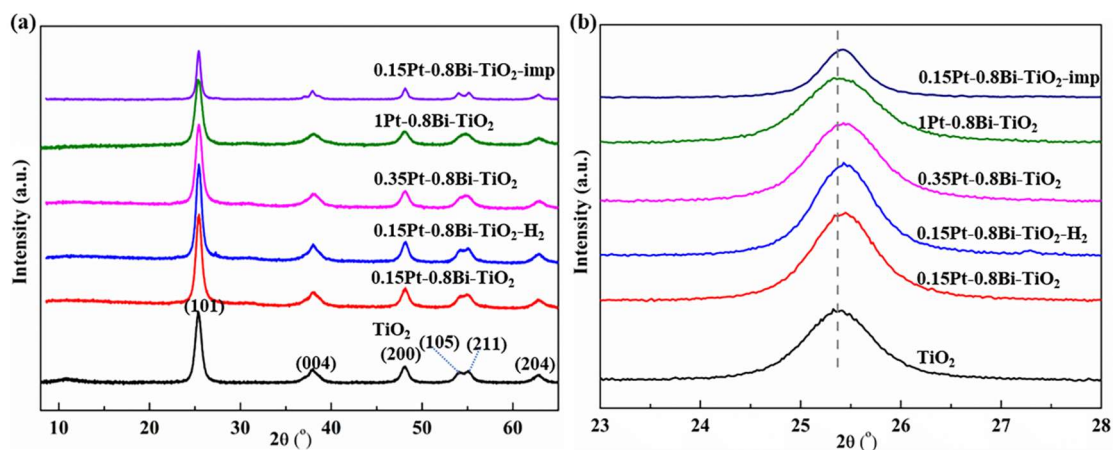 (a)
0.15Pt-0.8Bi-TiO₂-imp
1Pt-0.8Bi-TiO₂
0.35Pt-0.8Bi-TiO₂
0.15Pt-0.8Bi-TiO₂-H₂
0.15Pt-0.8Bi-TiO₂
(101)
TiO₂
(004)
(200)
(105)
(211)
(204)
Intensity (a.u.)
10 20 30 40 50 60
2θ (°)
(b)
0.15Pt-0.8Bi-TiO₂-imp
1Pt-0.8Bi-TiO₂
0.35Pt-0.8Bi-TiO₂
0.15Pt-0.8Bi-TiO₂-H₂
0.15Pt-0.8Bi-TiO₂
TiO₂
Intensity (a.u.)
23 24 25 26 27 28
2θ (°)